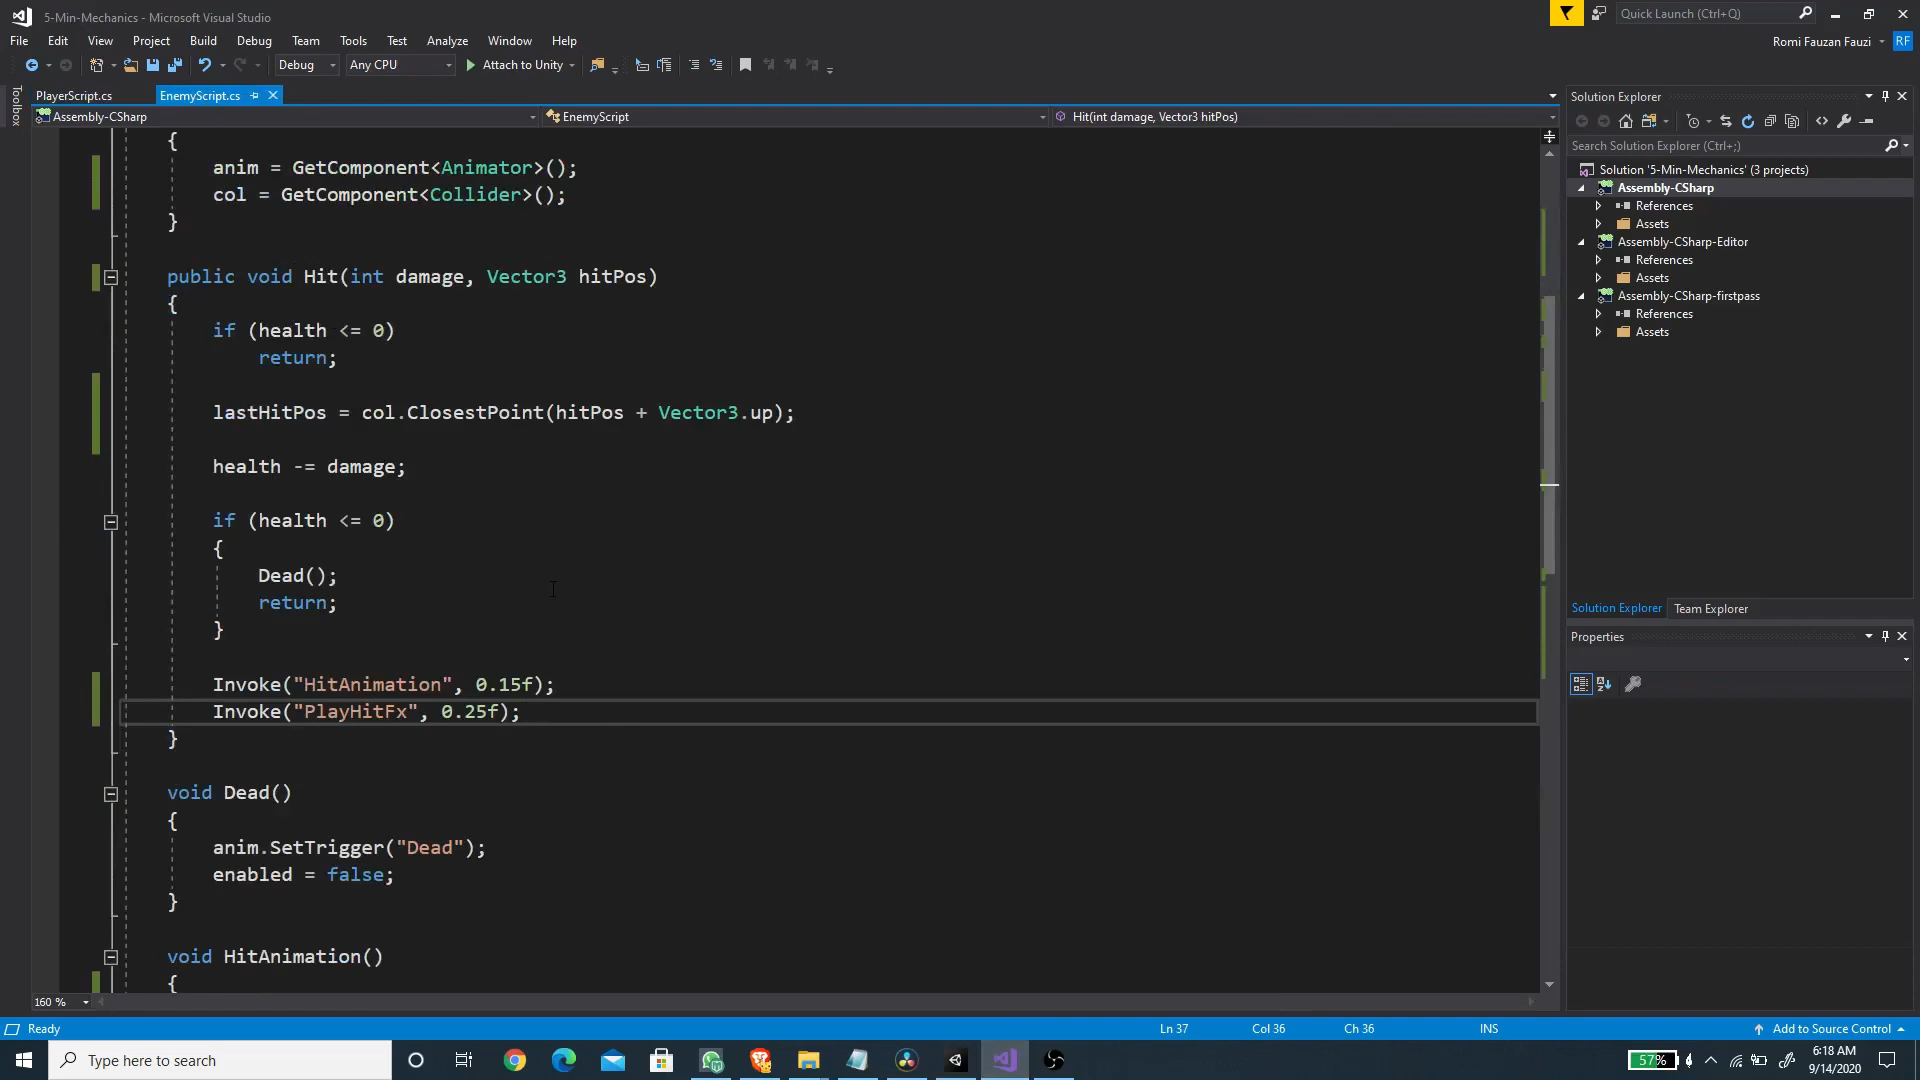 5-Min-Mechanics - Microsoft Visual Studio
Quick Launch (Ctrl+Q)
File Edit View Project Build Debug Team Tools Test Analyze Window Help
Romi Fauzan Fauzi RF
Debug Any CPU Attach to Unity
Toolbox
PlayerScript.cs EnemyScript.cs
Assembly-CSharp EnemyScript Hit(int damage, Vector3 hitPos)
{
anim = GetComponent<Animator>();
col = GetComponent<Collider>();
}
public void Hit(int damage, Vector3 hitPos)
{
if (health <= 0)
return;
lastHitPos = col.ClosestPoint(hitPos + Vector3.up);
health -= damage;
if (health <= 0)
{
Dead();
return;
}
Invoke("HitAnimation", 0.15f);
Invoke("PlayHitFx", 0.25f);
}
void Dead()
{
anim.SetTrigger("Dead");
enabled = false;
}
void HitAnimation()
{
160 %
Solution Explorer
Search Solution Explorer (Ctrl+;)
Solution '5-Min-Mechanics' (3 projects)
Assembly-CSharp
References
Assets
Assembly-CSharp-Editor
References
Assets
Assembly-CSharp-firstpass
References
Assets
Solution Explorer Team Explorer
Properties
Ready Ln 37 Col 36 Ch 36 INS Add to Source Control
Type here to search
57%
6:18 AM
9/14/2020